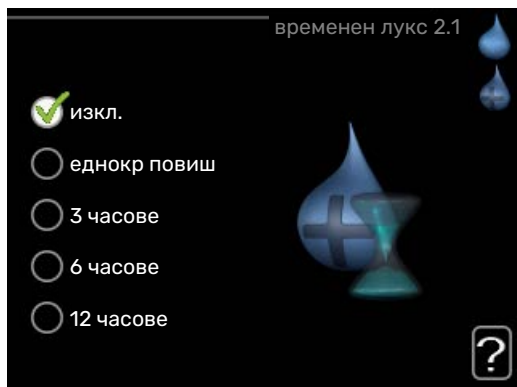 временен лукс 2.1
изкл.
еднокр повиш
3 часове
6 часове
12 часове
?